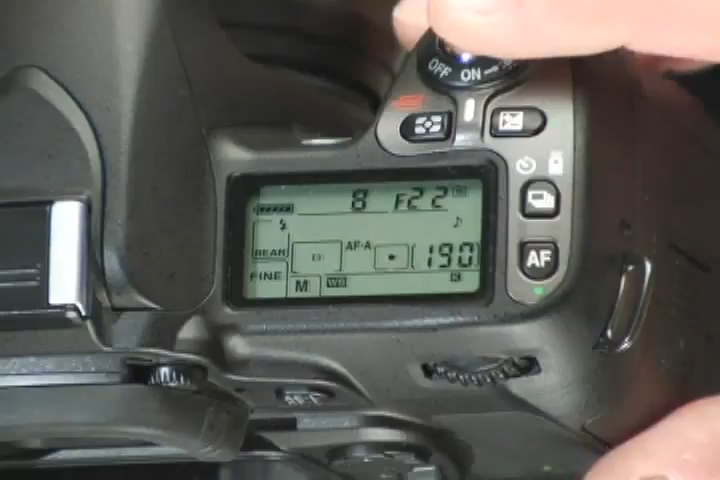 OFF ON
8 F22
REAR AF-A [190]
FINE M WB
AF